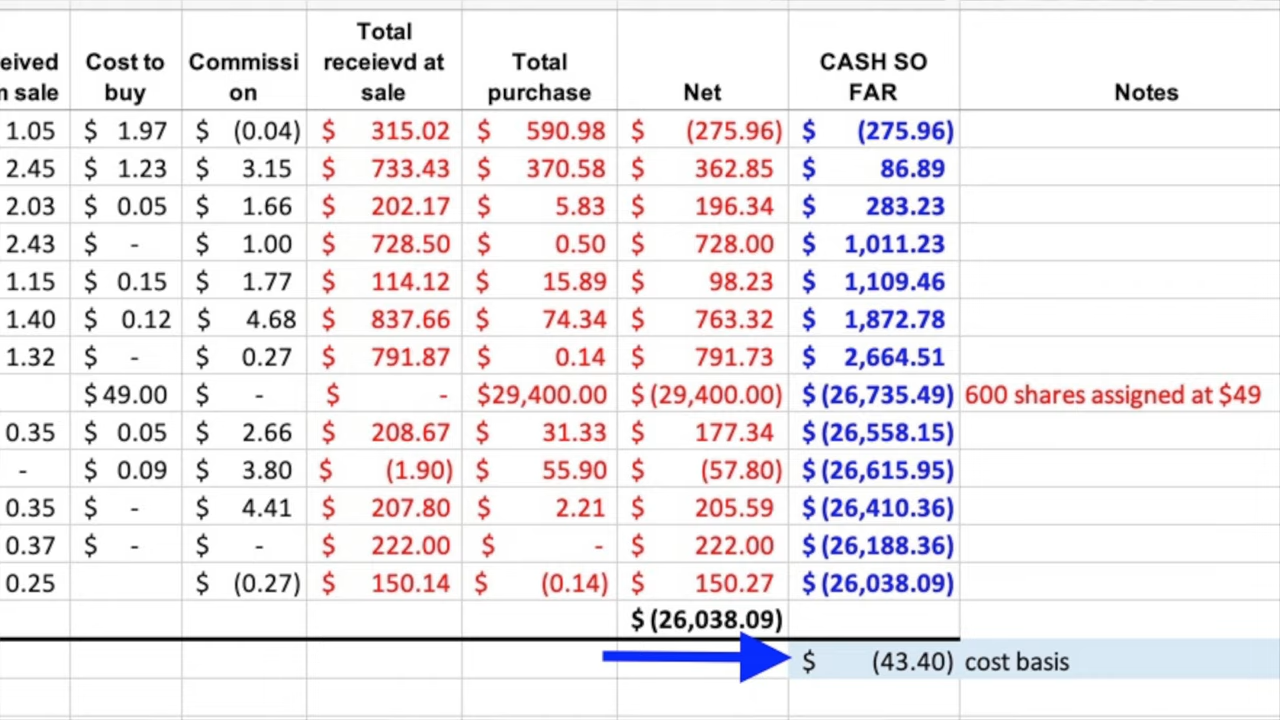 eived sale Cost to buy Commissi on Total receievd at sale Total purchase Net CASH SO FAR Notes
1.05 $ 1.97 $ (0.04) $ 315.02 $ 590.98 $ (275.96) $ (275.96)
2.45 $ 1.23 $ 3.15 $ 733.43 $ 370.58 $ 362.85 $ 86.89
2.03 $ 0.05 $ 1.66 $ 202.17 $ 5.83 $ 196.34 $ 283.23
2.43 $ - $ 1.00 $ 728.50 $ 0.50 $ 728.00 $ 1,011.23
1.15 $ 0.15 $ 1.77 $ 114.12 $ 15.89 $ 98.23 $ 1,109.46
1.40 $ 0.12 $ 4.68 $ 837.66 $ 74.34 $ 763.32 $ 1,872.78
1.32 $ - $ 0.27 $ 791.87 $ 0.14 $ 791.73 $ 2,664.51
$ 49.00 $ - $ - $29,400.00 $ (29,400.00) $ (26,735.49) 600 shares assigned at $49
0.35 $ 0.05 $ 2.66 $ 208.67 $ 31.33 $ 177.34 $ (26,558.15)
- $ 0.09 $ 3.80 $ (1.90) $ 55.90 $ (57.80) $ (26,615.95)
0.35 $ - $ 4.41 $ 207.80 $ 2.21 $ 205.59 $ (26,410.36)
0.37 $ - $ - $ 222.00 $ - $ 222.00 $ (26,188.36)
0.25 $ (0.27) $ 150.14 $ (0.14) $ 150.27 $ (26,038.09)
$ (26,038.09)
$ (43.40) cost basis